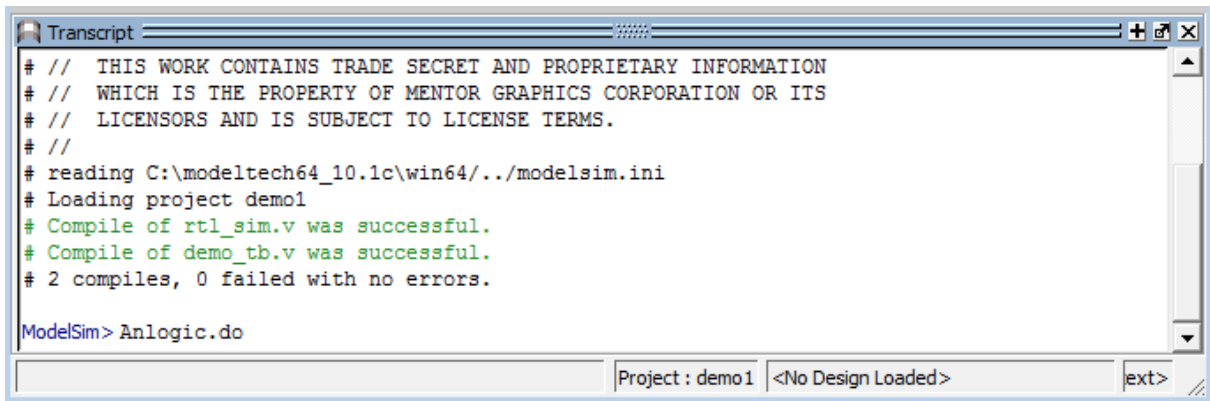 Transcript
# // THIS WORK CONTAINS TRADE SECRET AND PROPRIETARY INFORMATION
# // WHICH IS THE PROPERTY OF MENTOR GRAPHICS CORPORATION OR ITS
# // LICENSORS AND IS SUBJECT TO LICENSE TERMS.
# //
# reading C:\modeltech64_10.1c\win64/../modelsim.ini
# Loading project demo1
# Compile of rtl_sim.v was successful.
# Compile of demo_tb.v was successful.
# 2 compiles, 0 failed with no errors.
ModelSim> Anlogic.do
Project : demo1 <No Design Loaded> ext>